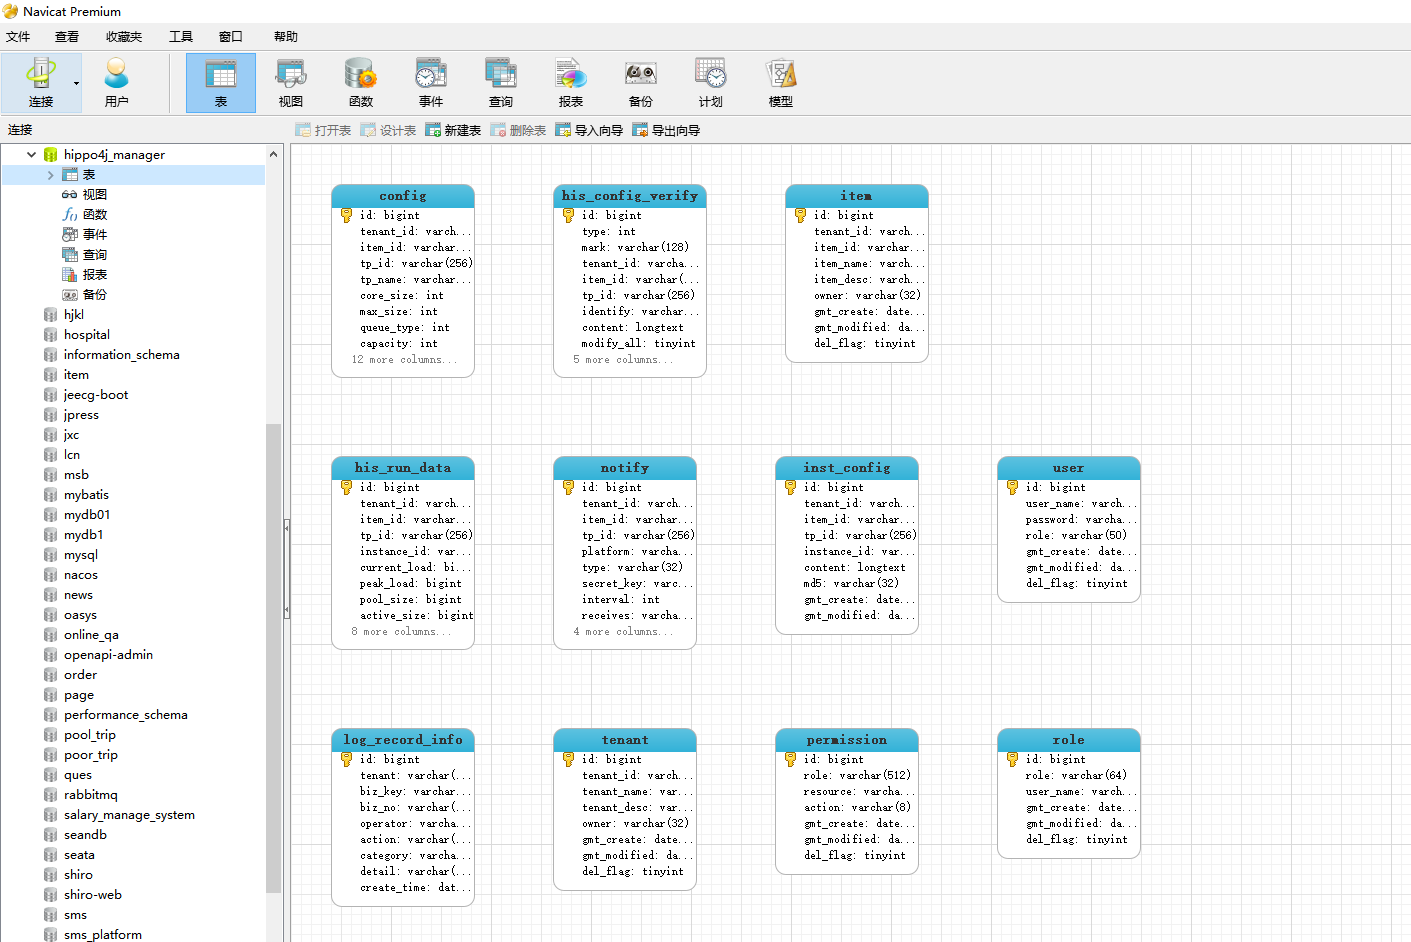 Navicat Premium
文件 查看 收藏夹 工具 窗口 帮助
连接 用户 表 视图 函数 事件 查询 报表 备份 计划 模型
连接
打开表 设计表 新建表 删除表 导入向导 导出向导
hippo4j_manager
表
视图
函数
事件
查询
报表
备份
hjkl
hospital
information_schema
item
jeecg-boot
jpress
jxc
lcn
msb
mybatis
mydb01
mydb1
mysql
nacos
news
oasys
online_qa
openapi-admin
order
page
performance_schema
pool_trip
poor_trip
ques
rabbitmq
salary_manage_system
seandb
seata
shiro
shiro-web
sms
sms_platform
config
id: bigint
tenant_id: varch...
item_id: varchar...
tp_id: varchar(256)
tp_name: varchar...
core_size: int
max_size: int
queue_type: int
capacity: int
12 more columns...
his_config_verify
id: bigint
type: int
mark: varchar(128)
tenant_id: varcha...
item_id: varchar(...
tp_id: varchar(256)
identify: varchar...
content: longtext
modify_all: tinyint
5 more columns...
item
id: bigint
tenant_id: varch...
item_id: varchar...
item_name: varch...
item_desc: varch...
owner: varchar(32)
gmt_create: date...
gmt_modified: da...
del_flag: tinyint
his_run_data
id: bigint
tenant_id: varch...
item_id: varchar...
tp_id: varchar(256)
instance_id: var...
current_load: bi...
peak_load: bigint
pool_size: bigint
active_size: bigint
8 more columns...
notify
id: bigint
tenant_id: varch...
item_id: varchar...
tp_id: varchar(256)
platform: varcha...
type: varchar(32)
secret_key: varc...
interval: int
receives: varcha...
4 more columns...
inst_config
id: bigint
tenant_id: varch...
item_id: varchar...
tp_id: varchar(256)
instance_id: var...
content: longtext
md5: varchar(32)
gmt_create: date...
gmt_modified: da...
user
id: bigint
user_name: varch...
password: varcha...
role: varchar(50)
gmt_create: date...
gmt_modified: da...
del_flag: tinyint
log_record_info
id: bigint
tenant: varchar(...
biz_key: varchar...
biz_no: varchar(...
operator: varcha...
action: varchar(...
category: varcha...
detail: varchar(...
create_time: dat...
tenant
id: bigint
tenant_id: varch...
tenant_name: var...
tenant_desc: var...
owner: varchar(32)
gmt_create: date...
gmt_modified: da...
del_flag: tinyint
permission
id: bigint
role: varchar(512)
resource: varcha...
action: varchar(8)
gmt_create: date...
gmt_modified: da...
del_flag: tinyint
role
id: bigint
role: varchar(64)
user_name: varch...
gmt_create: date...
gmt_modified: da...
del_flag: tinyint